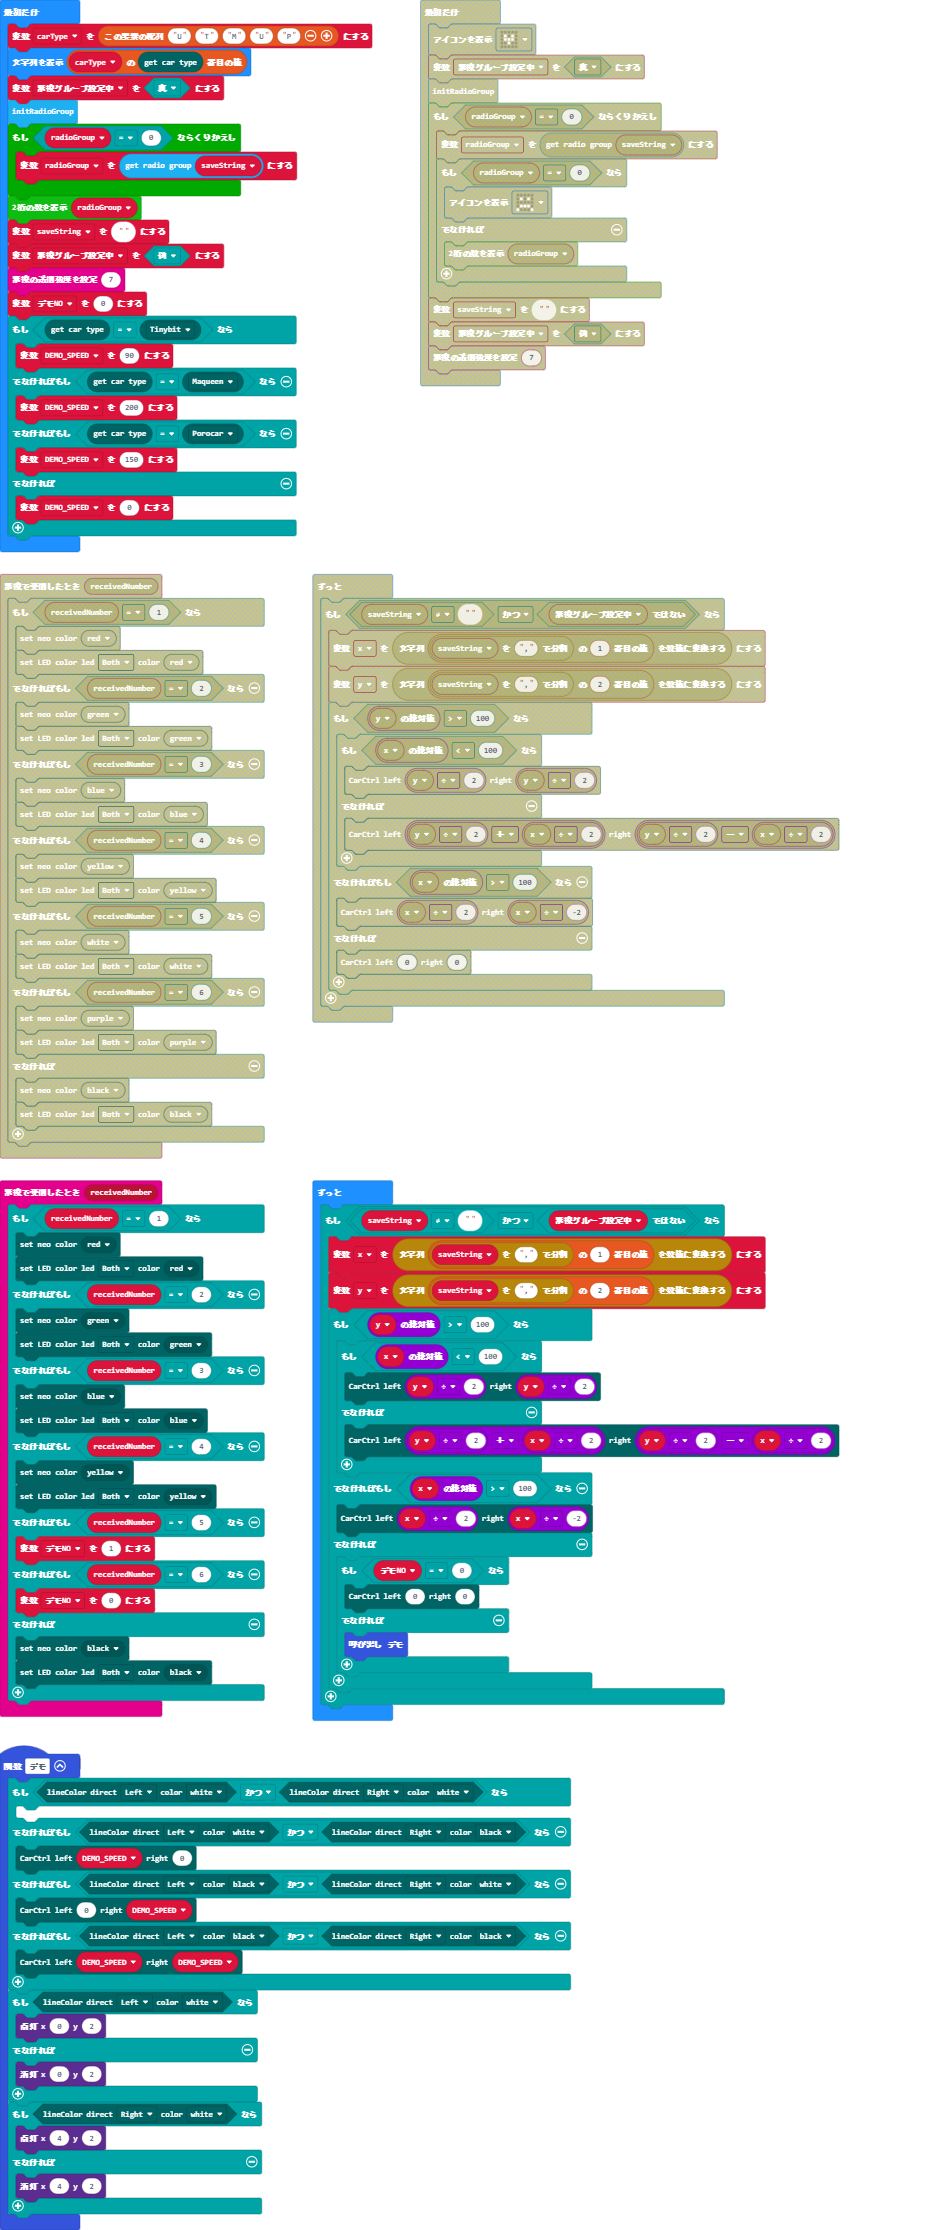 最初だけ
変数 carType を この要素の配列 "U" "T" "M" "U" "P"
文字列を表示 carType の get car type 番目の値
変数 無線グループ設定中 を 真 にする
initRadioGroup
もし radioGroup = 0 ならくりかえし
変数 radioGroup を get radio group saveString にする
2桁の数を表示 radioGroup
変数 saveString を "" にする
変数 無線グループ設定中 を 偽 にする
無線の送信強度を設定 7
変数 デモNO を 0 にする
もし get car type = Tinybit なら
変数 DEMO_SPEED を 90 にする
でなければもし get car type = Maqueen なら
変数 DEMO_SPEED を 200 にする
でなければもし get car type = Porocar なら
変数 DEMO_SPEED を 150 にする
でなければ
変数 DEMO_SPEED を 0 にする
最初だけ
アイコンを表示
変数 無線グループ設定中 を 真 にする
initRadioGroup
もし radioGroup = 0 ならくりかえし
変数 radioGroup を get radio group saveString にする
もし radioGroup = 0 なら
アイコンを表示
でなければ
2桁の数を表示 radioGroup
変数 saveString を "" にする
変数 無線グループ設定中 を 偽 にする
無線の送信強度を設定 7
無線で受信したとき receivedNumber
もし receivedNumber = 1 なら
set neo color red
set LED color led Both color red
でなければもし receivedNumber = 2 なら
set neo color green
set LED color led Both color green
でなければもし receivedNumber = 3 なら
set neo color blue
set LED color led Both color blue
でなければもし receivedNumber = 4 なら
set neo color yellow
set LED color led Both color yellow
でなければもし receivedNumber = 5 なら
set neo color white
set LED color led Both color white
でなければもし receivedNumber = 6 なら
set neo color purple
set LED color led Both color purple
でなければ
set neo color black
set LED color led Both color black
ずっと
もし saveString ≠ "" かつ 無線グループ設定中 ではない なら
変数 x を 文字列 saveString を "," で分割 の 1 番目の値 を数値に変換する にする
変数 y を 文字列 saveString を "," で分割 の 2 番目の値 を数値に変換する にする
もし y の絶対値 > 100 なら
もし x の絶対値 < 100 なら
CarCtrl left y ÷ 2 right y ÷ 2
でなければ
CarCtrl left y ÷ 2 + x ÷ 2 right y ÷ 2 - x ÷ 2
でなければもし x の絶対値 > 100 なら
CarCtrl left x ÷ 2 right x ÷ -2
でなければ
CarCtrl left 0 right 0
無線で受信したとき receivedNumber
もし receivedNumber = 1 なら
set neo color red
set LED color led Both color red
でなければもし receivedNumber = 2 なら
set neo color green
set LED color led Both color green
でなければもし receivedNumber = 3 なら
set neo color blue
set LED color led Both color blue
でなければもし receivedNumber = 4 なら
set neo color yellow
set LED color led Both color yellow
でなければもし receivedNumber = 5 なら
変数 デモNO を 1 にする
でなければもし receivedNumber = 6 なら
変数 デモNO を 0 にする
でなければ
set neo color black
set LED color led Both color black
ずっと
もし saveString ≠ "" かつ 無線グループ設定中 ではない なら
変数 x を 文字列 saveString を "," で分割 の 1 番目の値 を数値に変換する にする
変数 y を 文字列 saveString を "," で分割 の 2 番目の値 を数値に変換する にする
もし y の絶対値 > 100 なら
もし x の絶対値 < 100 なら
CarCtrl left y ÷ 2 right y ÷ 2
でなければ
CarCtrl left y ÷ 2 + x ÷ 2 right y ÷ 2 - x ÷ 2
でなければもし x の絶対値 > 100 なら
CarCtrl left x ÷ 2 right x ÷ -2
でなければ
もし デモNO = 0 なら
CarCtrl left 0 right 0
でなければ
呼び出し デモ
関数 デモ
もし lineColor direct Left color white かつ lineColor direct Right color white なら
でなければもし lineColor direct Left color white かつ lineColor direct Right color black なら
CarCtrl left DEMO_SPEED right 0
でなければもし lineColor direct Left color black かつ lineColor direct Right color white なら
CarCtrl left 0 right DEMO_SPEED
でなければもし lineColor direct Left color black かつ lineColor direct Right color black なら
CarCtrl left DEMO_SPEED right DEMO_SPEED
もし lineColor direct Left color white なら
点灯 x 0 y 2
でなければ
消灯 x 0 y 2
もし lineColor direct Right color white なら
点灯 x 4 y 2
でなければ
消灯 x 4 y 2